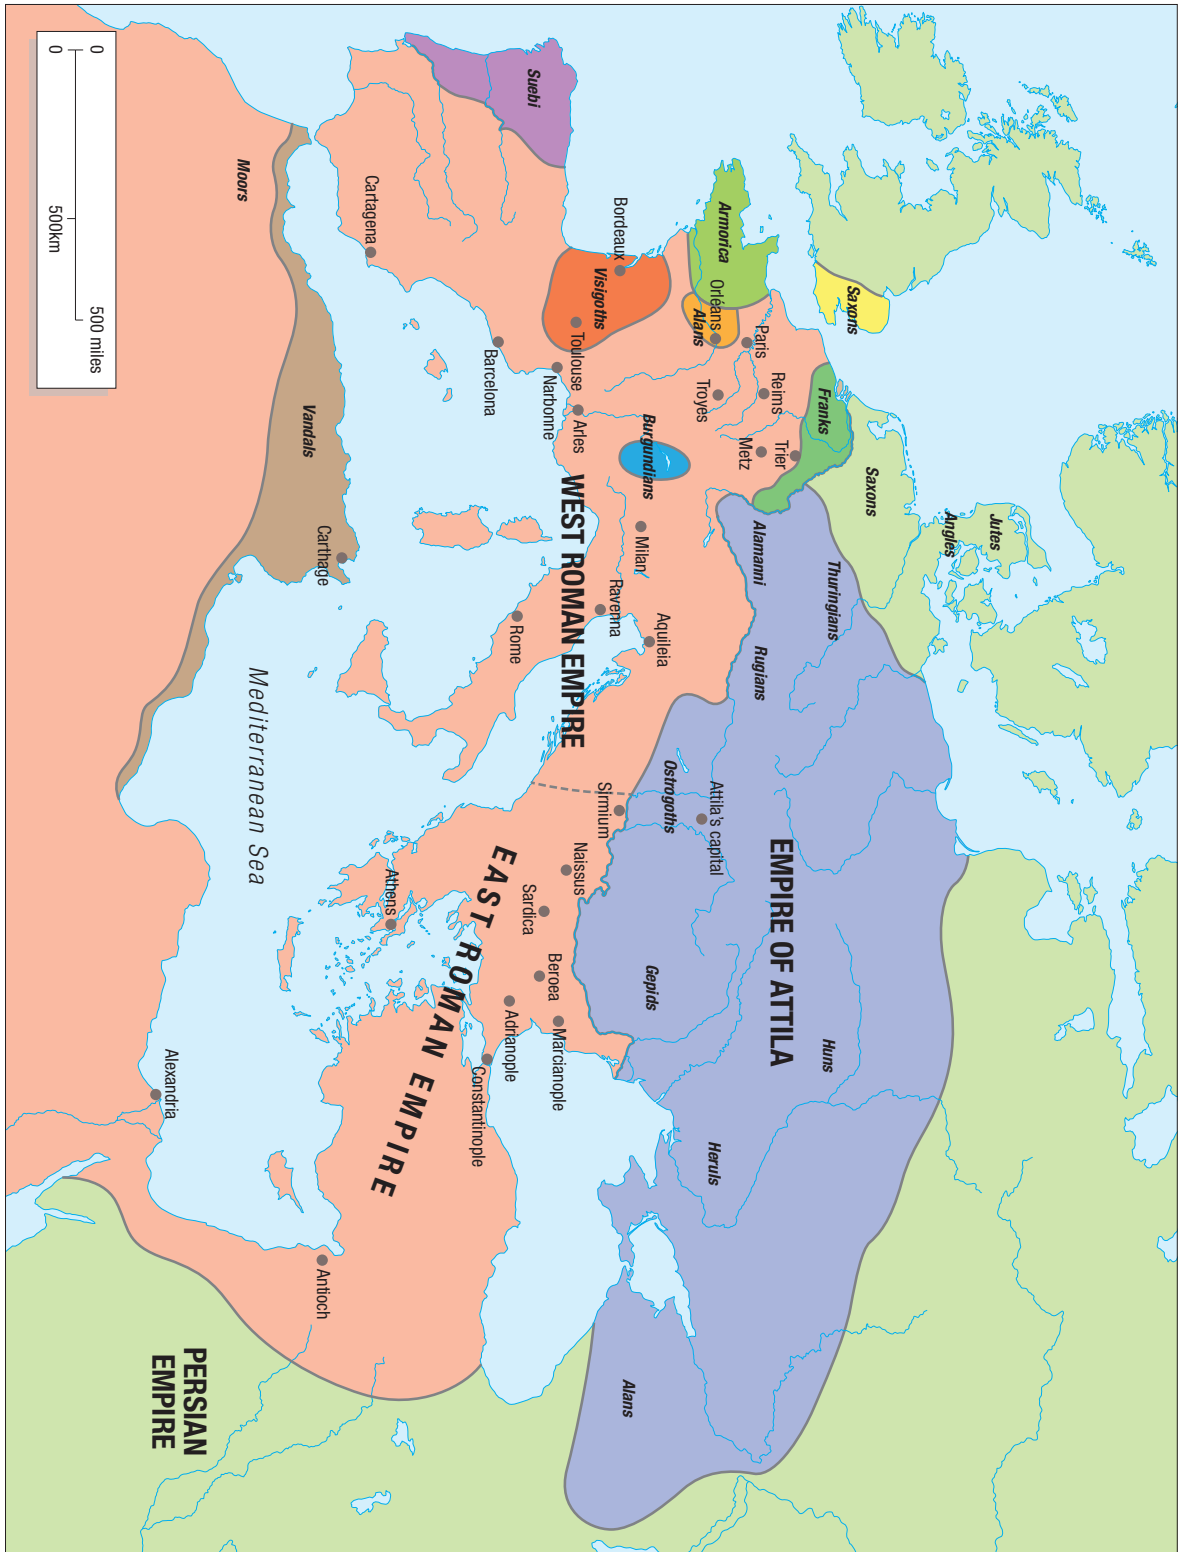 Saxons
Jutes
Angles
Saxons
Armorica
Orléans
Alans
Paris
Reims
Troyes
Franks
Trier
Metz
Thuringians
Alamanni
Rugians
EMPIRE OF ATTILA
Huns
Heruls
Attila's capital
Ostrogoths
Gepids
Alans
Suebi
Bordeaux
Visigoths
Toulouse
Narbonne
Arles
Burgundians
Milan
Ravenna
Aquileia
WEST ROMAN EMPIRE
Rome
Barcelona
Cartagena
Sirmium
Naissus
Sardica
Beroea
Marcianople
Adrianople
Constantinople
EAST ROMAN EMPIRE
Athens
Antioch
Alexandria
Mediterranean Sea
Carthage
Vandals
Moors
PERSIAN
EMPIRE
0
500 miles
0
500km